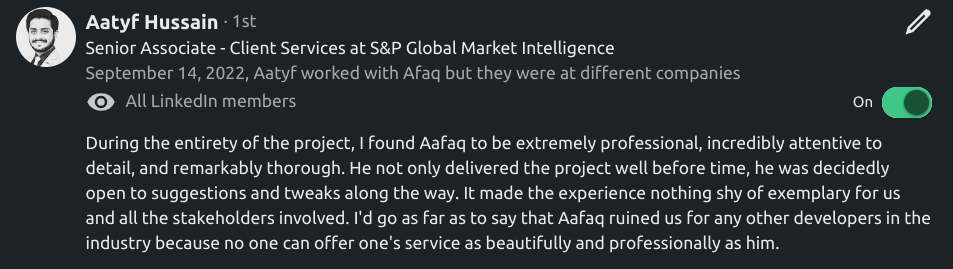 Aatyf Hussain · 1st
Senior Associate - Client Services at S&P Global Market Intelligence
September 14, 2022, Aatyf worked with Afaq but they were at different companies
All LinkedIn members
On
During the entirety of the project, I found Aafaq to be extremely professional, incredibly attentive to
detail, and remarkably thorough. He not only delivered the project well before time, he was decidedly
open to suggestions and tweaks along the way. It made the experience nothing shy of exemplary for us
and all the stakeholders involved. I'd go as far as to say that Aafaq ruined us for any other developers in the
industry because no one can offer one's service as beautifully and professionally as him.